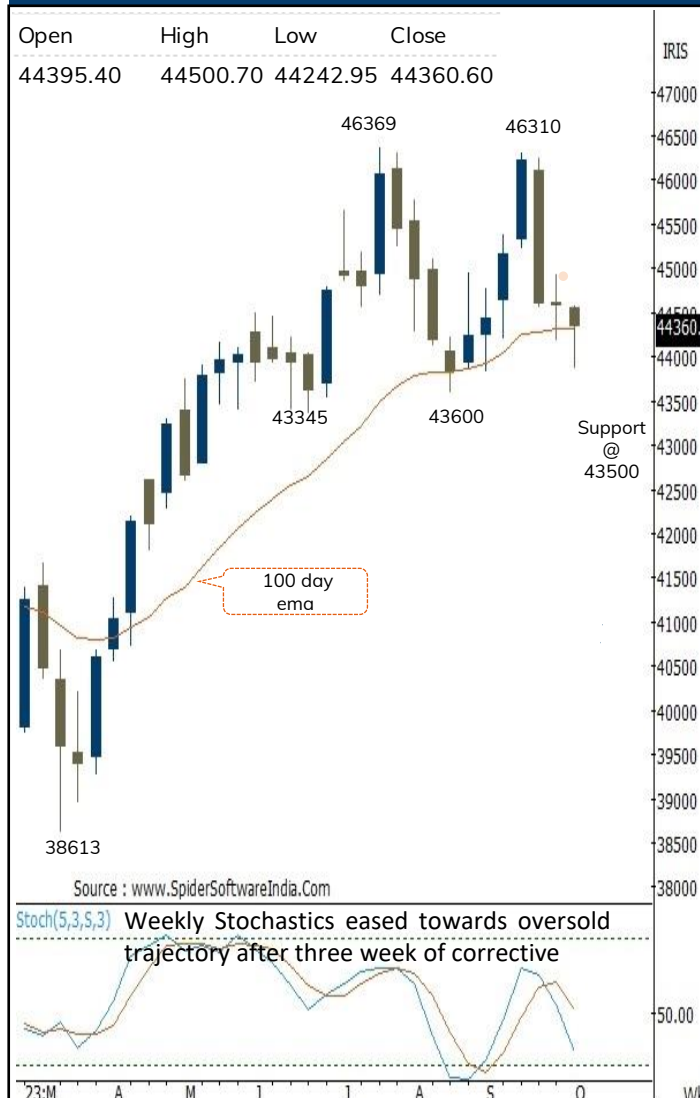 Open High Low Close
44395.40 44500.70 44242.95 44360.60
IRIS
47000
46369 46310
46500
46000
45500
45000
44500
44360.
44000
43500
43345 43600
Support
@
43500
43000
42500
42000
41500
100 day
ema
41000
40500
40000
39500
39000
38613
38500
38000
Source : www.SpiderSoftwareIndia.Com
Stoch(5,3,S,3) Weekly Stochastics eased towards oversold
trajectory after three week of corrective
50.00
'23:M A M J J A S O